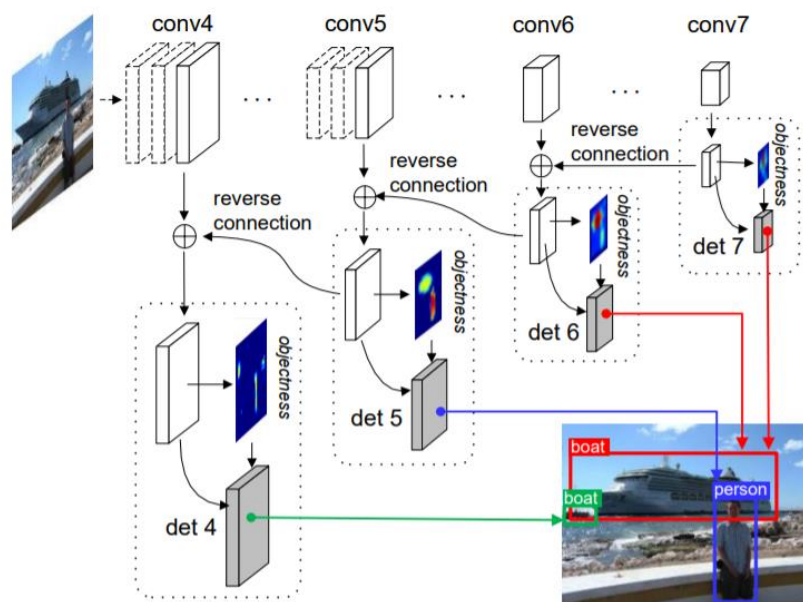 conv4
conv5
conv6
conv7
...
...
...
reverse
connection
reverse
connection
reverse
connection
objectness
objectness
objectness
objectness
det 7
det 6
det 5
det 4
boat
boat
person